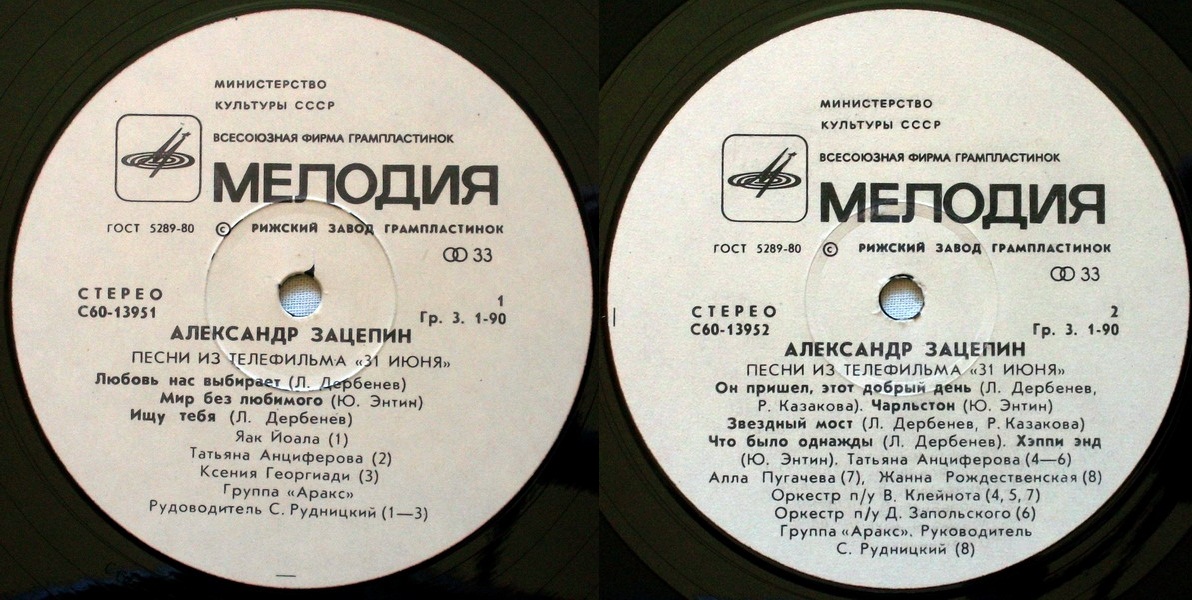 МИНИСТЕРСТВО
КУЛЬТУРЫ СССР
ВСЕСОЮЗНАЯ ФИРМА ГРАМПЛАСТИНОК
МЕЛОДИЯ
ГОСТ 5289-80 © РИЖСКИЙ ЗАВОД ГРАМПЛАСТИНОК
33
СТЕРЕО 1
С60-13951 Гр. 3. 1-90
АЛЕКСАНДР ЗАЦЕПИН
ПЕСНИ ИЗ ТЕЛЕФИЛЬМА «31 ИЮНЯ»
Любовь нас выбирает (Л. Дербенев)
Мир без любимого (Ю. Энтин)
Ищу тебя (Л. Дербенев)
Яак Йоала (1)
Татьяна Анциферова (2)
Ксения Георгиади (3)
Группа «Аракс»
Рудоводитель С. Рудницкий (1—3)
МИНИСТЕРСТВО
КУЛЬТУРЫ СССР
ВСЕСОЮЗНАЯ ФИРМА ГРАМПЛАСТИНОК
МЕЛОДИЯ
ГОСТ 5289-80 © РИЖСКИЙ ЗАВОД ГРАМПЛАСТИНОК
33
СТЕРЕО 2
С60-13952 Гр. 3. 1-90
АЛЕКСАНДР ЗАЦЕПИН
ПЕСНИ ИЗ ТЕЛЕФИЛЬМА «31 ИЮНЯ»
Он пришел, этот добрый день (Л. Дербенев,
Р. Казакова). Чарльстон (Ю. Энтин)
Звездный мост (Л. Дербенев, Р. Казакова)
Что было однажды (Л. Дербенев). Хэппи энд
(Ю. Энтин). Татьяна Анциферова (4—6)
Алла Пугачева (7), Жанна Рождественская (8)
Оркестр п/у В. Клейнота (4, 5, 7)
Оркестр п/у Д. Запольского (6)
Группа «Аракс». Руководитель
С. Рудницкий (8)